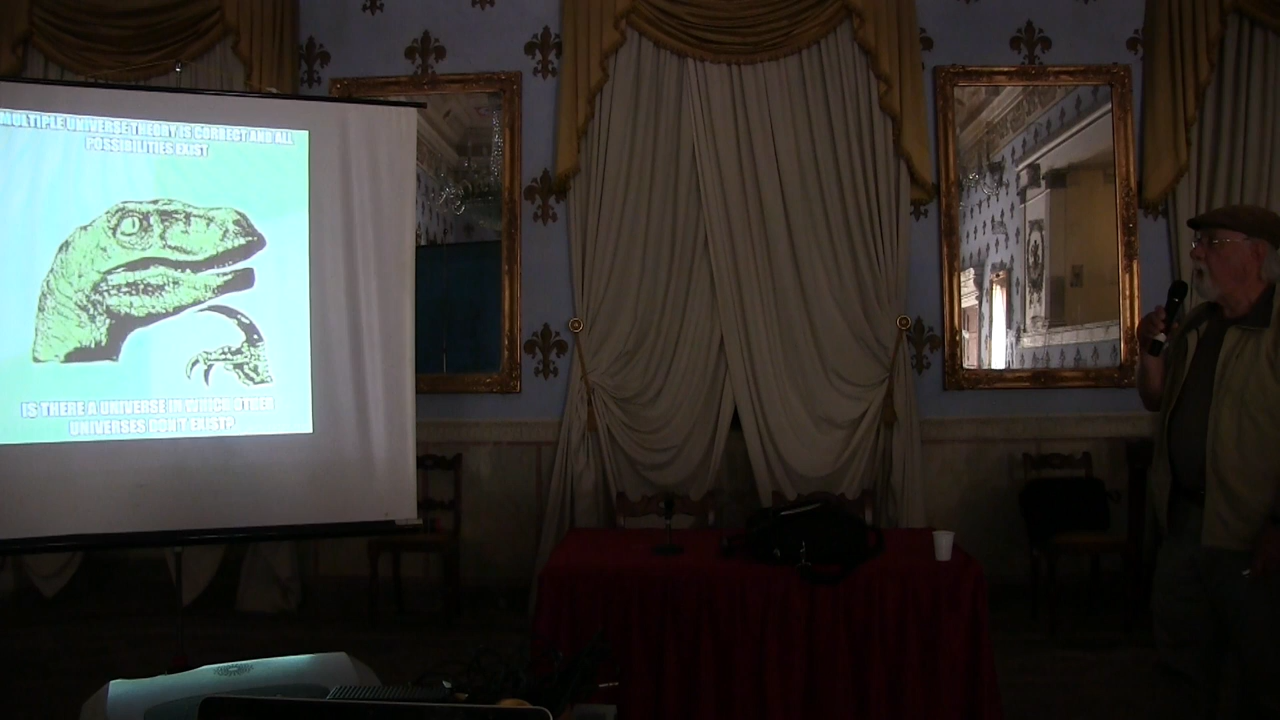 MULTIPLE UNIVERSE THEORY IS CORRECT AND ALL
POSSIBILITIES EXIST
IS THERE A UNIVERSE IN WHICH OTHER
UNIVERSES DON'T EXIST?